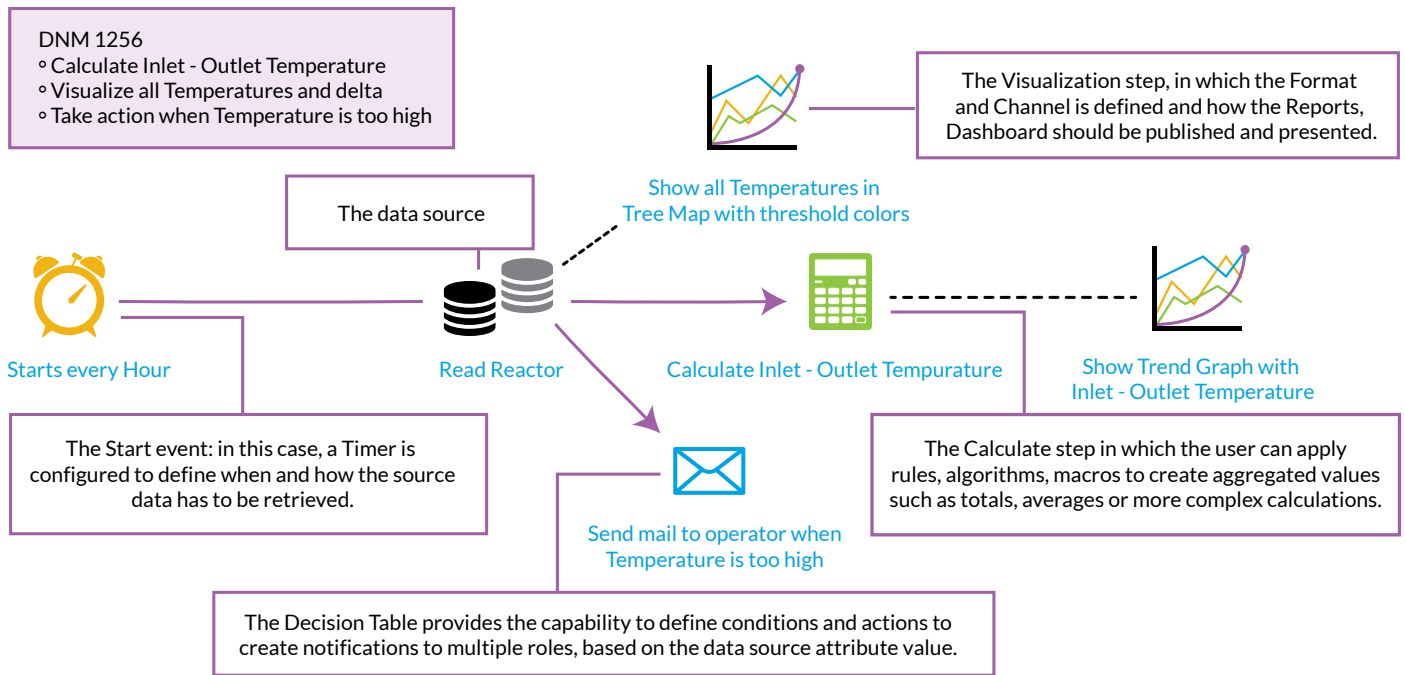 DNM 1256
° Calculate Inlet - Outlet Temperature
° Visualize all Temperatures and delta
° Take action when Temperature is too high
The Visualization step, in which the Format
and Channel is defined and how the Reports,
Dashboard should be published and presented.
Show all Temperatures in
Tree Map with threshold colors
The data source
Starts every Hour
Read Reactor
Calculate Inlet - Outlet Tempurature
Show Trend Graph with
Inlet - Outlet Temperature
The Start event: in this case, a Timer is
configured to define when and how the source
data has to be retrieved.
The Calculate step in which the user can apply
rules, algorithms, macros to create aggregated values
such as totals, averages or more complex calculations.
Send mail to operator when
Temperature is too high
The Decision Table provides the capability to define conditions and actions to
create notifications to multiple roles, based on the data source attribute value.